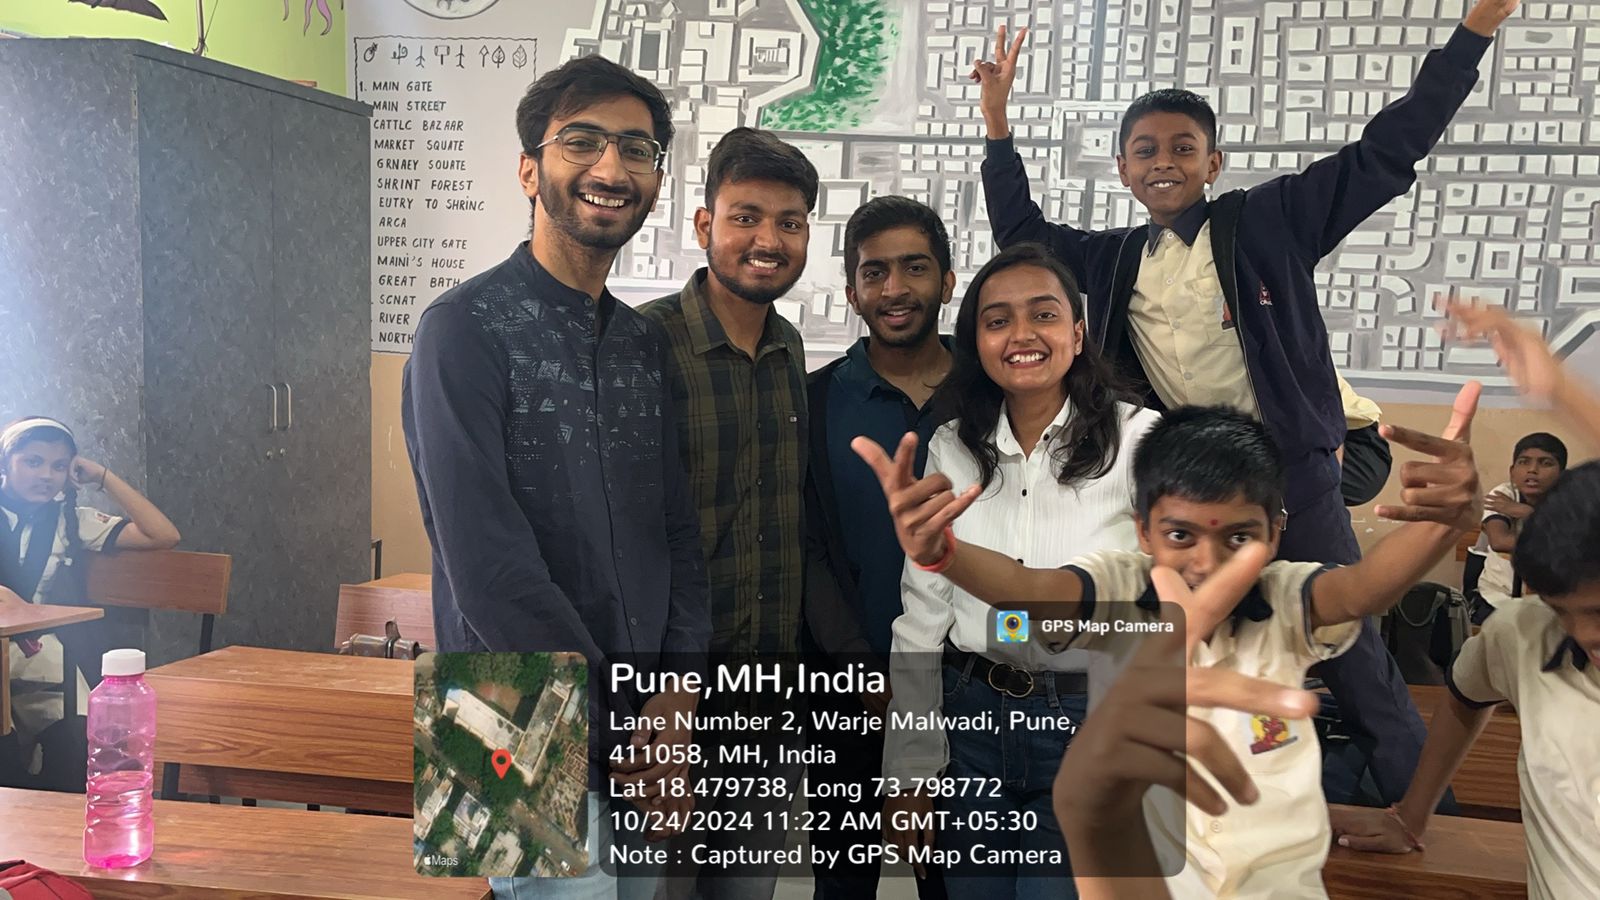 1. MAIN GATE
MAIN STREET
CATTLC BAZAAR
MARKET SQUATE
GRNAEY SOUATE
SHRINT FOREST
EUTRY TO SHRINC
ARCA
UPPER CITY GATE
MAINI'S HOUSE
GREAT BATH
SCNAT
RIVER
NORTH
GPS Map Camera
Pune,MH,India
Lane Number 2, Warje Malwadi, Pune,
411058, MH, India
Lat 18.479738, Long 73.798772
10/24/2024 11:22 AM GMT+05:30
Note : Captured by GPS Map Camera
Maps